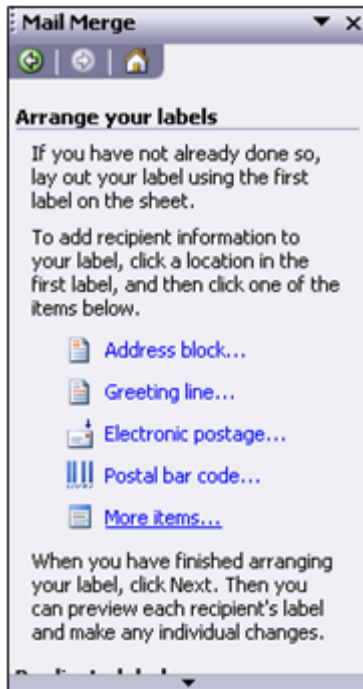 Mail Merge
Arrange your labels
If you have not already done so,
lay out your label using the first
label on the sheet.
To add recipient information to
your label, click a location in the
first label, and then click one of the
items below.
Address block...
Greeting line...
Electronic postage...
Postal bar code...
More items...
When you have finished arranging
your label, click Next. Then you
can preview each recipient's label
and make any individual changes.